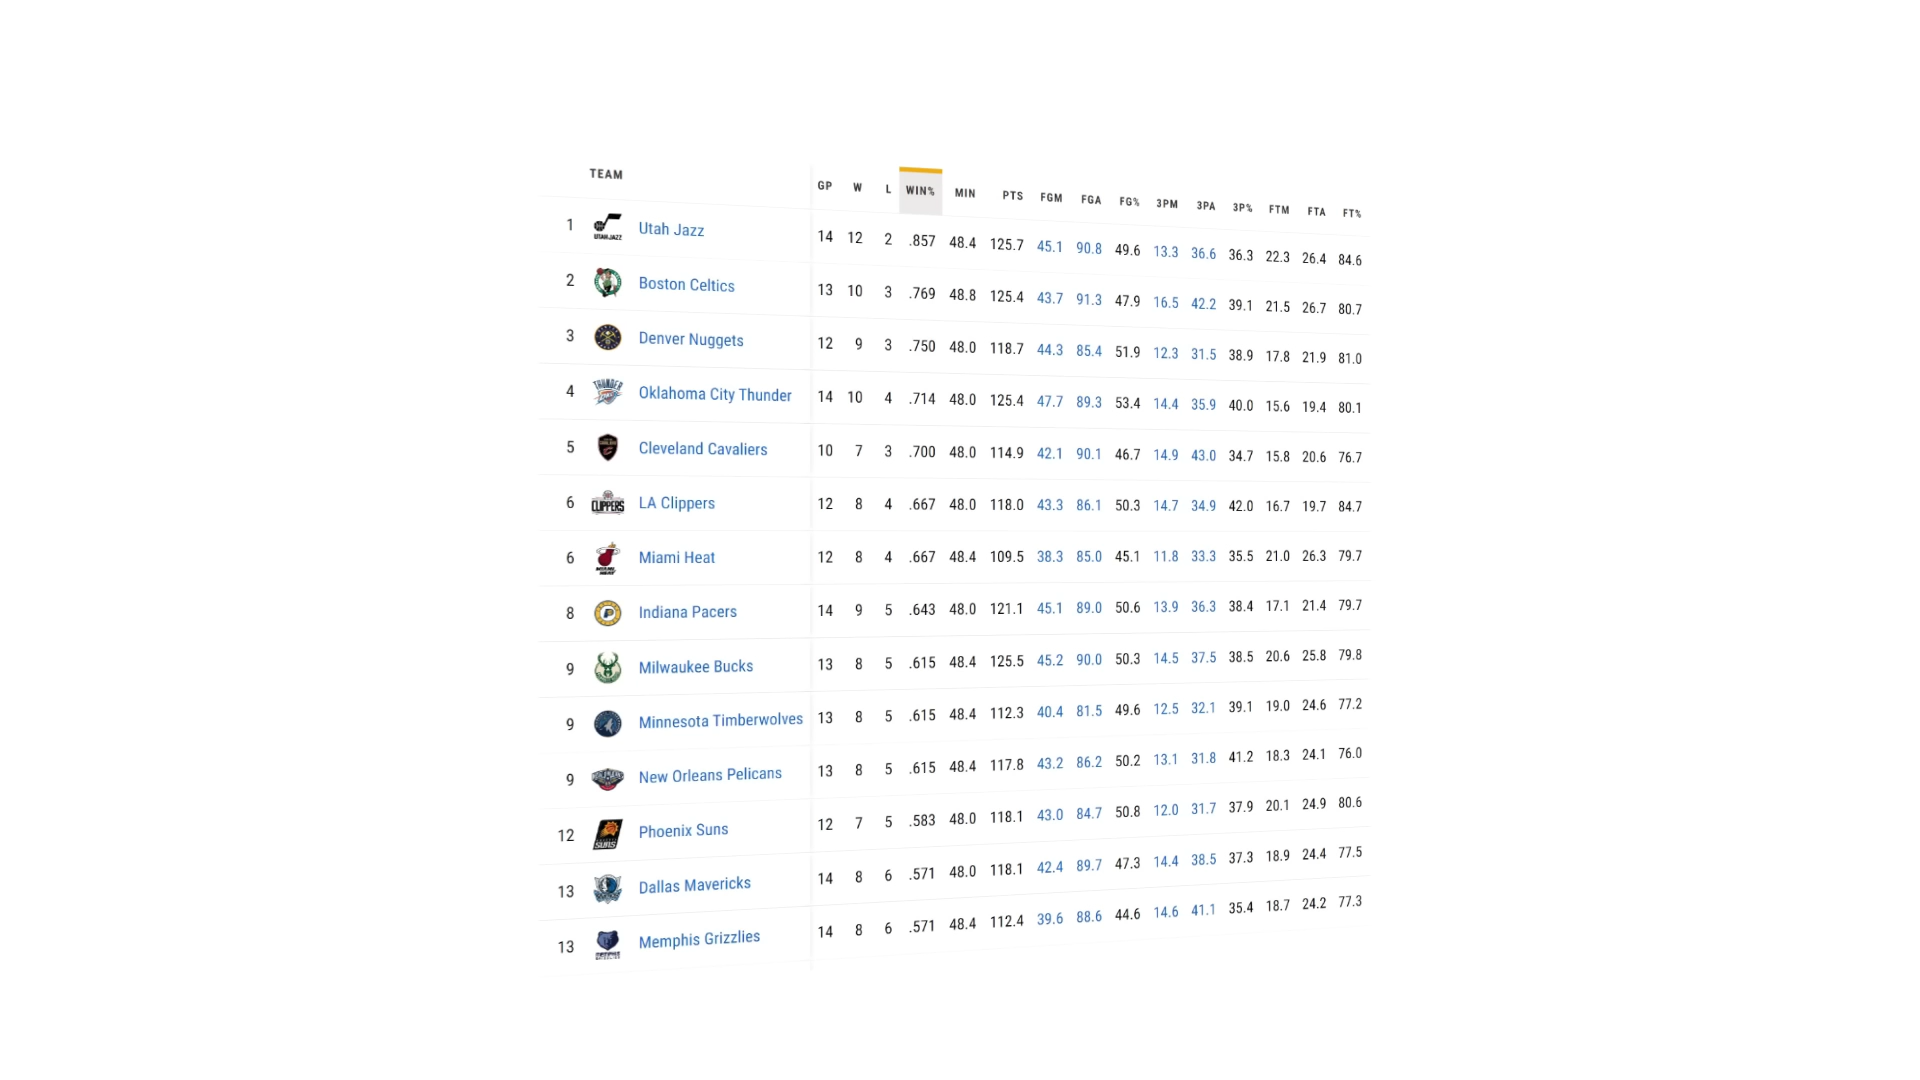 TEAM GP W L WIN% MIN PTS FGM FGA FG% 3PM 3PA 3P% FTM FTA FT%
1 UTAH JAZZ Utah Jazz 14 12 2 .857 48.4 125.7 45.1 90.8 49.6 13.3 36.6 36.3 22.3 26.4 84.6
2 Boston Celtics 13 10 3 .769 48.8 125.4 43.7 91.3 47.9 16.5 42.2 39.1 21.5 26.7 80.7
3 Denver Nuggets 12 9 3 .750 48.0 118.7 44.3 85.4 51.9 12.3 31.5 38.9 17.8 21.9 81.0
4 THUNDER Oklahoma City Thunder 14 10 4 .714 48.0 125.4 47.7 89.3 53.4 14.4 35.9 40.0 15.6 19.4 80.1
5 Cleveland Cavaliers 10 7 3 .700 48.0 114.9 42.1 90.1 46.7 14.9 43.0 34.7 15.8 20.6 76.7
6 CLIPPERS LA Clippers 12 8 4 .667 48.0 118.0 43.3 86.1 50.3 14.7 34.9 42.0 16.7 19.7 84.7
6 MIAMI HEAT Miami Heat 12 8 4 .667 48.4 109.5 38.3 85.0 45.1 11.8 33.3 35.5 21.0 26.3 79.7
8 Indiana Pacers 14 9 5 .643 48.0 121.1 45.1 89.0 50.6 13.9 36.3 38.4 17.1 21.4 79.7
9 Milwaukee Bucks 13 8 5 .615 48.4 125.5 45.2 90.0 50.3 14.5 37.5 38.5 20.6 25.8 79.8
9 Minnesota Timberwolves 13 8 5 .615 48.4 112.3 40.4 81.5 49.6 12.5 32.1 39.1 19.0 24.6 77.2
9 New Orleans Pelicans 13 8 5 .615 48.4 117.8 43.2 86.2 50.2 13.1 31.8 41.2 18.3 24.1 76.0
12 SUNS Phoenix Suns 12 7 5 .583 48.0 118.1 43.0 84.7 50.8 12.0 31.7 37.9 20.1 24.9 80.6
13 Dallas Mavericks 14 8 6 .571 48.0 118.1 42.4 89.7 47.3 14.4 38.5 37.3 18.9 24.4 77.5
13 Memphis Grizzlies 14 8 6 .571 48.4 112.4 39.6 88.6 44.6 14.6 41.1 35.4 18.7 24.2 77.3